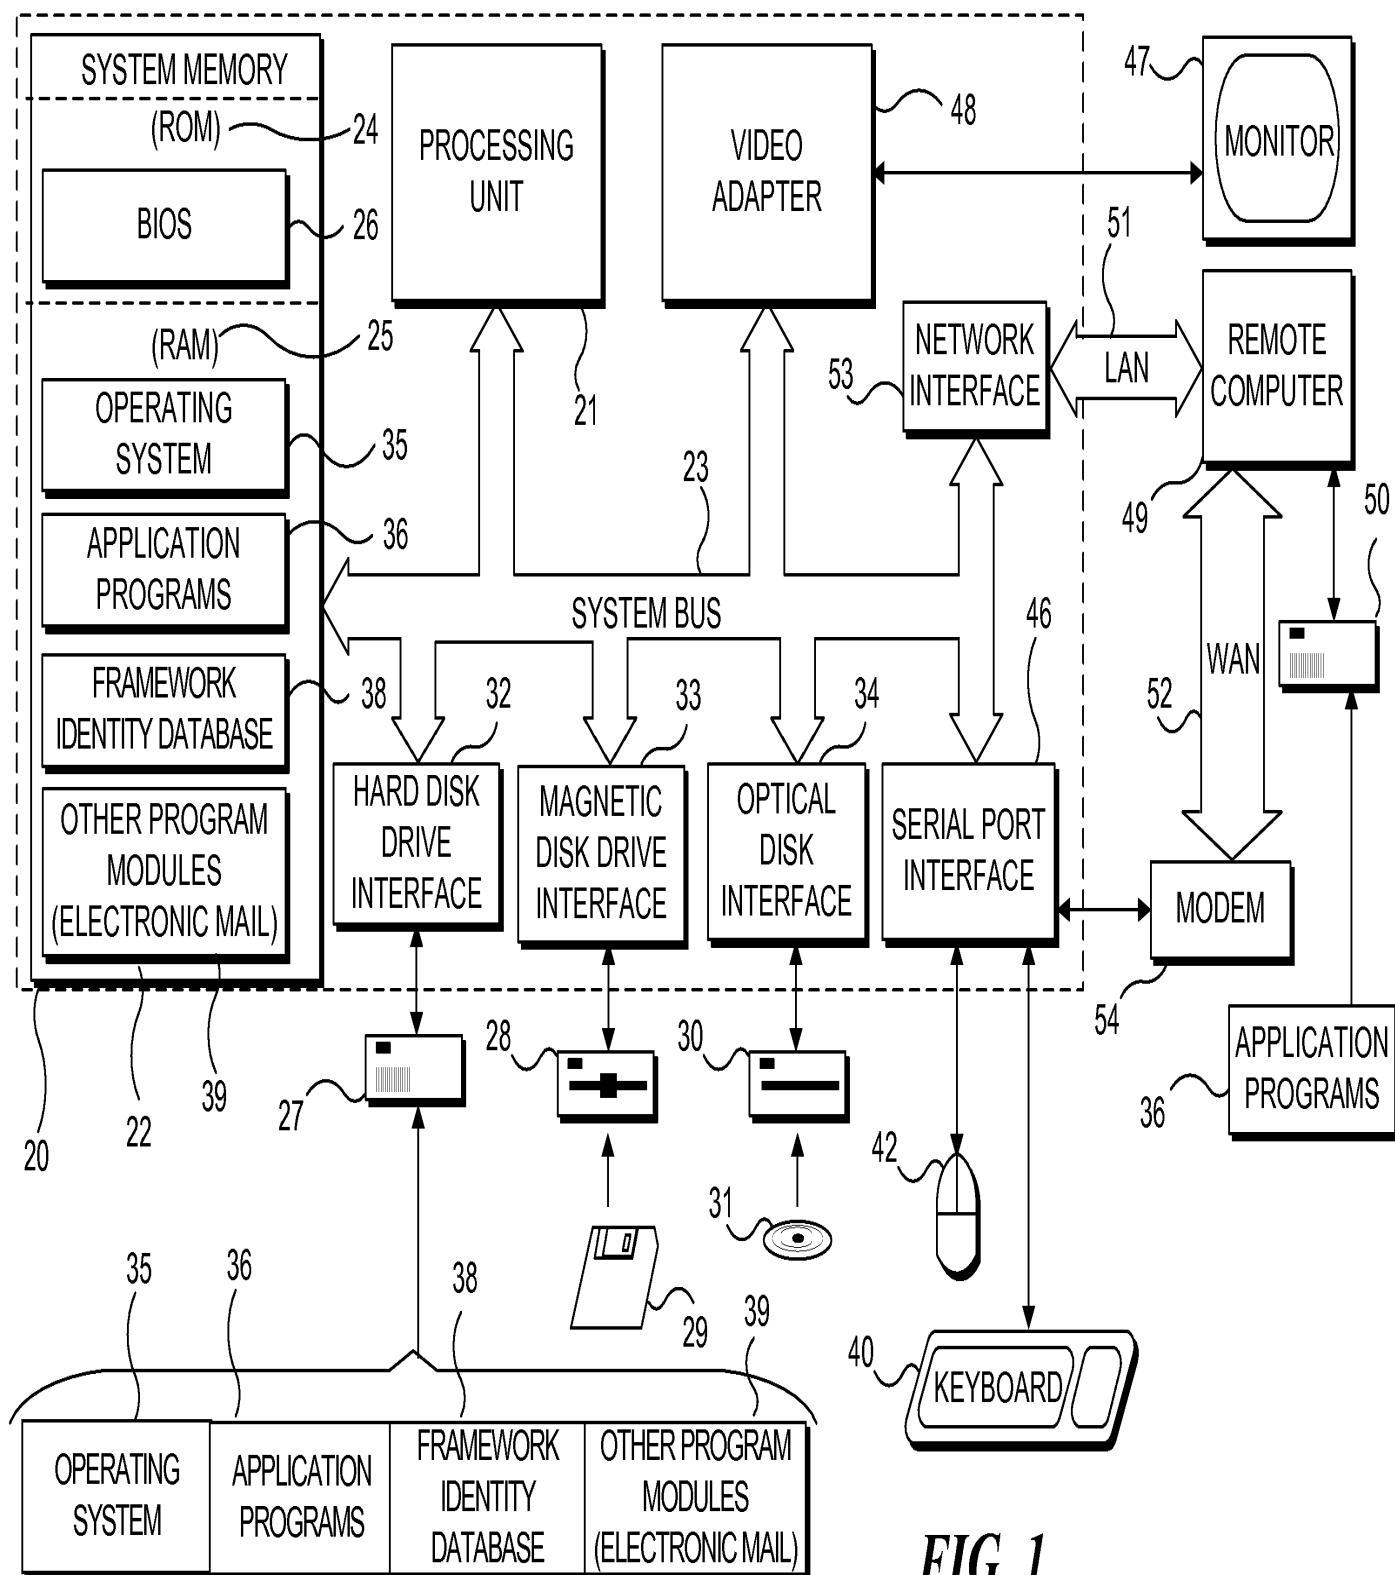 SYSTEM MEMORY
(ROM)
24
BIOS
26
(RAM)
25
OPERATING
SYSTEM
35
APPLICATION
PROGRAMS
36
FRAMEWORK
IDENTITY DATABASE
38
OTHER PROGRAM
MODULES
(ELECTRONIC MAIL)
39
22
20
PROCESSING
UNIT
21
VIDEO
ADAPTER
48
47
MONITOR
51
NETWORK
INTERFACE
53
LAN
REMOTE
COMPUTER
49
50
23
SYSTEM BUS
46
WAN
52
32
HARD DISK
DRIVE
INTERFACE
33
MAGNETIC
DISK DRIVE
INTERFACE
34
OPTICAL
DISK
INTERFACE
SERIAL PORT
INTERFACE
MODEM
54
APPLICATION
PROGRAMS
36
27
28
30
29
31
42
40
KEYBOARD
35
36
38
39
OPERATING
SYSTEM
APPLICATION
PROGRAMS
FRAMEWORK
IDENTITY
DATABASE
OTHER PROGRAM
MODULES
(ELECTRONIC MAIL)
FIG. 1